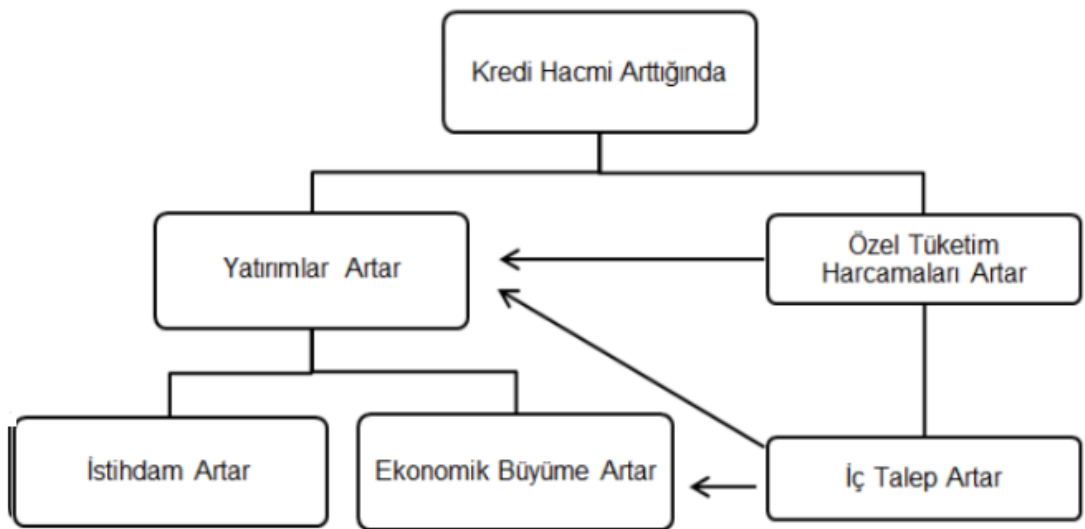 Kredi Hacmi Arttığında
Yatırımlar Artar
Özel Tüketim
Harcamaları Artar
İstihdam Artar
Ekonomik Büyüme Artar
İç Talep Artar